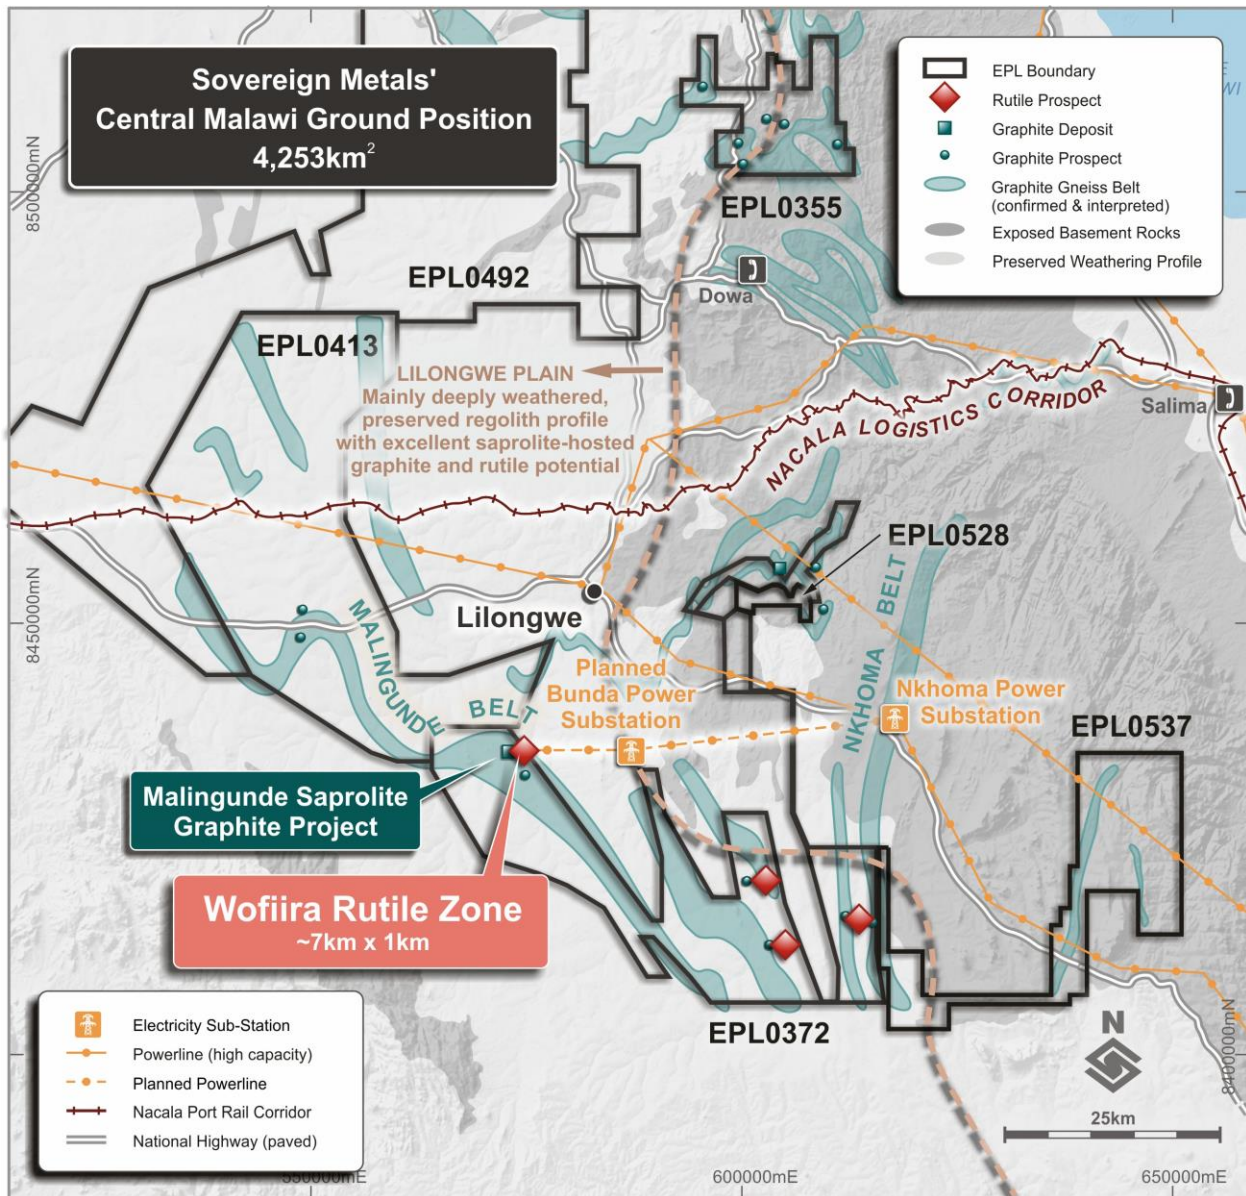 Sovereign Metals'
Central Malawi Ground Position
4,253km²
EPL Boundary
Rutile Prospect
Graphite Deposit
Graphite Prospect
Graphite Gneiss Belt
(confirmed & interpreted)
Exposed Basement Rocks
Preserved Weathering Profile
8500000mN
EPL0355
EPL0492
Dowa
EPL0413
LILONGWE PLAIN
Mainly deeply weathered,
preserved regolith profile
with excellent saprolite-hosted
graphite and rutile potential
NACALA LOGISTICS CORRIDOR
Salima
EPL0528
8450000mN
Lilongwe
MALINGUNDE BELT
NKHOMA BELT
Planned
Bunda Power
Substation
Nkhoma Power
Substation
EPL0537
Malingunde Saprolite
Graphite Project
Wofiira Rutile Zone
~7km x 1km
EPL0372
Electricity Sub-Station
Powerline (high capacity)
Planned Powerline
Nacala Port Rail Corridor
National Highway (paved)
N
25km
8400000mN
550000mE
600000mE
650000mE